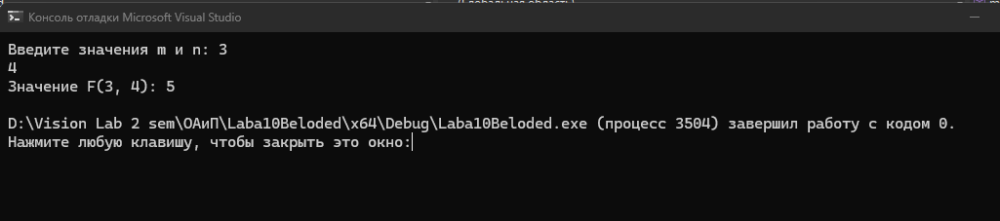 Консоль отладки Microsoft Visual Studio
Введите значения m и n: 3
4
Значение F(3, 4): 5
D:\Vision Lab 2 sem\ОАиП\Laba10Beloded\x64\Debug\Laba10Beloded.exe (процесс 3504) завершил работу с кодом 0.
Нажмите любую клавишу, чтобы закрыть это окно: